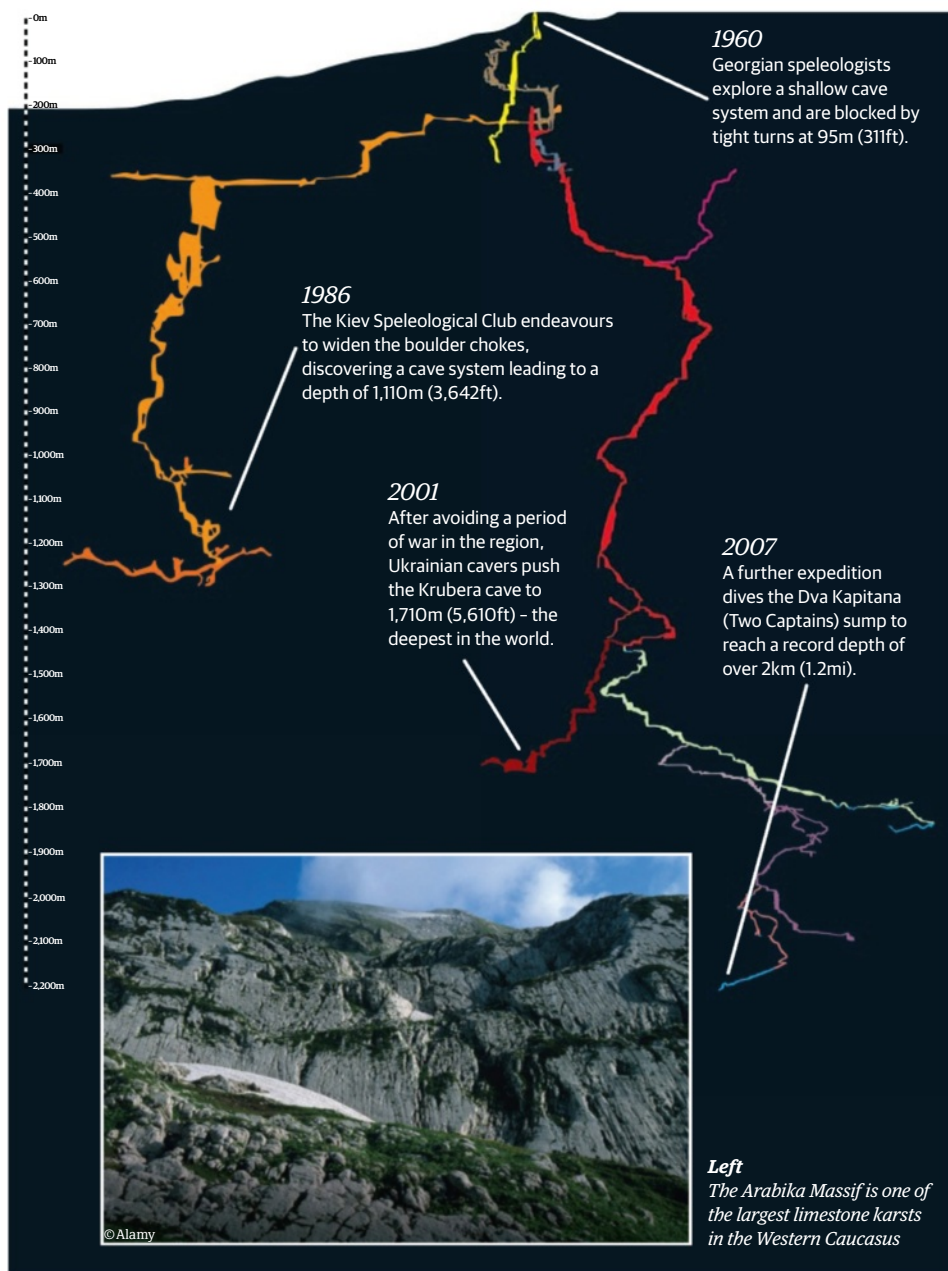 -0m
-100m
-200m
-300m
-400m
-500m
-600m
-700m
-800m
-900m
-1,000m
-1,100m
-1,200m
-1,300m
-1,400m
-1,500m
-1,600m
-1,700m
-1,800m
-1,900m
-2,000m
-2,100m
-2,200m
1960
Georgian speleologists
explore a shallow cave
system and are blocked by
tight turns at 95m (311ft).
1986
The Kiev Speleological Club endeavours
to widen the boulder chokes,
discovering a cave system leading to a
depth of 1,110m (3,642ft).
2001
After avoiding a period
of war in the region,
Ukrainian cavers push
the Krubera cave to
1,710m (5,610ft) – the
deepest in the world.
2007
A further expedition
dives the Dva Kapitana
(Two Captains) sump to
reach a record depth of
over 2km (1.2mi).
©Alamy
Left
The Arabika Massif is one of
the largest limestone karsts
in the Western Caucasus